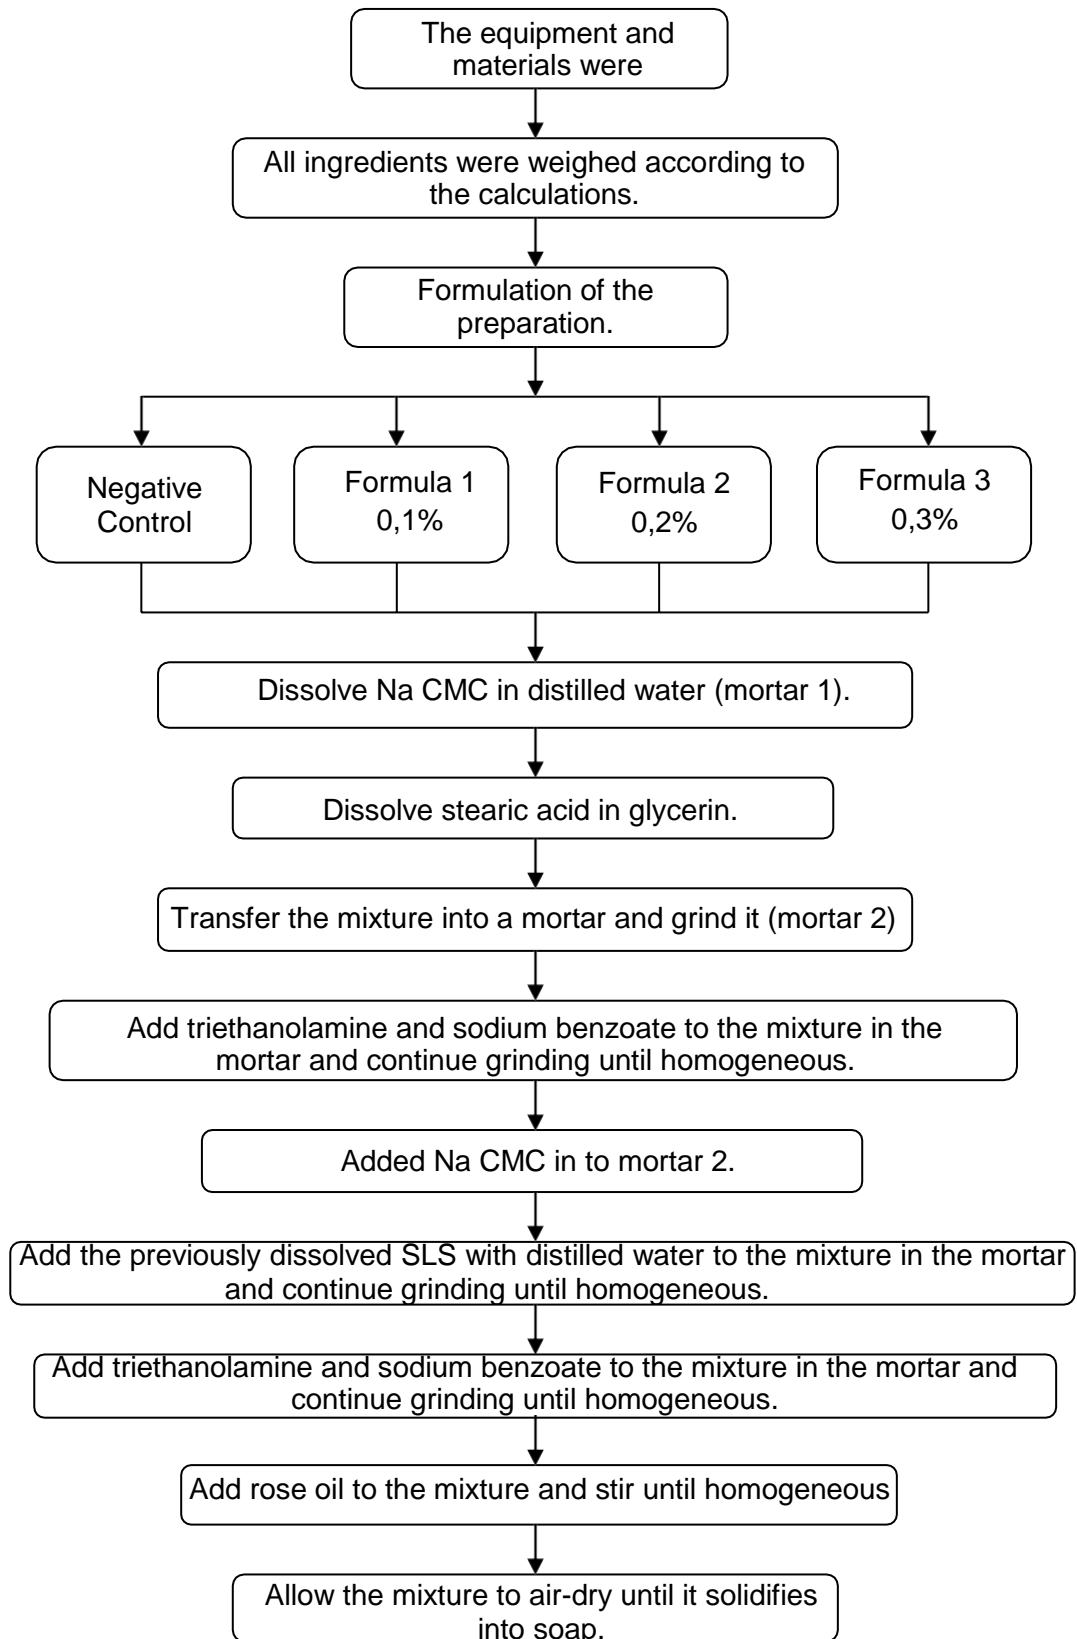 The equipment and
materials were
All ingredients were weighed according to
the calculations.
Formulation of the
preparation.
Negative
Control
Formula 1
0,1%
Formula 2
0,2%
Formula 3
0,3%
Dissolve Na CMC in distilled water (mortar 1).
Dissolve stearic acid in glycerin.
Transfer the mixture into a mortar and grind it (mortar 2)
Add triethanolamine and sodium benzoate to the mixture in the
mortar and continue grinding until homogeneous.
Added Na CMC in to mortar 2.
Add the previously dissolved SLS with distilled water to the mixture in the mortar
and continue grinding until homogeneous.
Add triethanolamine and sodium benzoate to the mixture in the mortar and
continue grinding until homogeneous.
Add rose oil to the mixture and stir until homogeneous
Allow the mixture to air-dry until it solidifies
into soap.